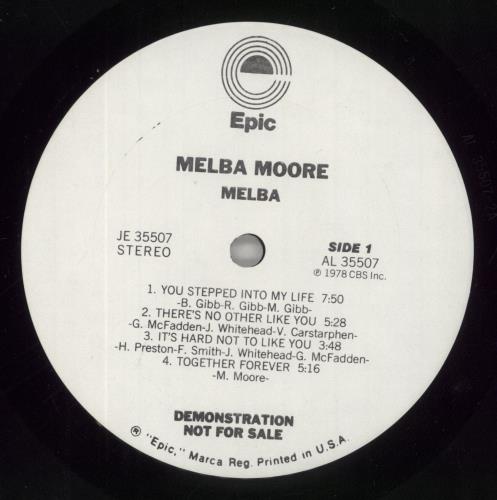 Epic
MELBA MOORE
MELBA
JE 35507
STEREO
SIDE 1
AL 35507
℗ 1978 CBS Inc.
1. YOU STEPPED INTO MY LIFE 7:50
-B. Gibb-R. Gibb-M. Gibb-
2. THERE'S NO OTHER LIKE YOU 5:28
-G. McFadden-J. Whitehead-V. Carstarphen-
3. IT'S HARD NOT TO LIKE YOU 3:48
-H. Preston-F. Smith-J. Whitehead-G. McFadden-
4. TOGETHER FOREVER 5:16
-M. Moore-
DEMONSTRATION
NOT FOR SALE
® "Epic," Marca Reg. Printed in U.S.A.